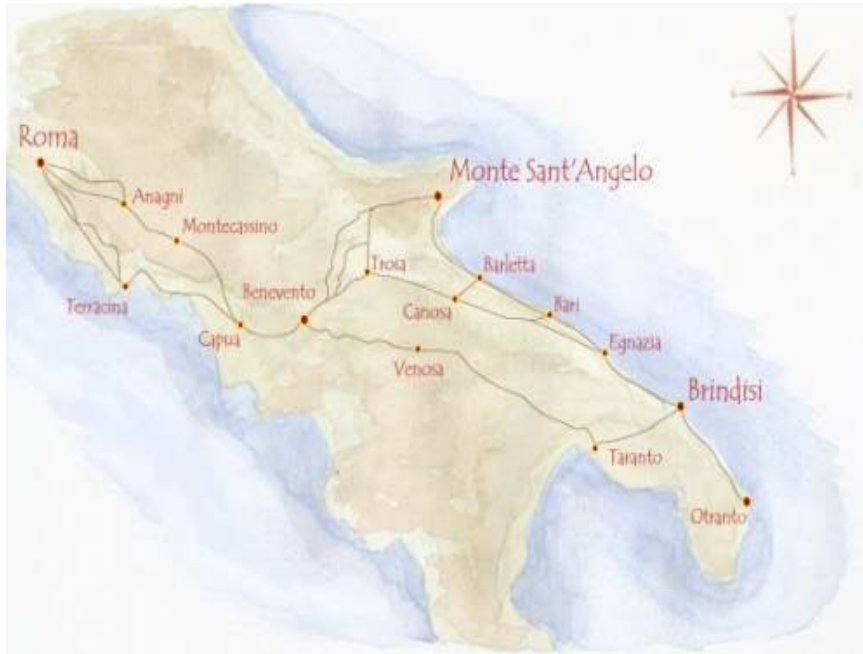 Roma
Monte Sant'Angelo
Anagni
Montecassino
Troia
Barletta
Benevento
Terracina
Canosa
Bari
Capua
Egnazia
Venosa
Brindisi
Taranto
Otranto